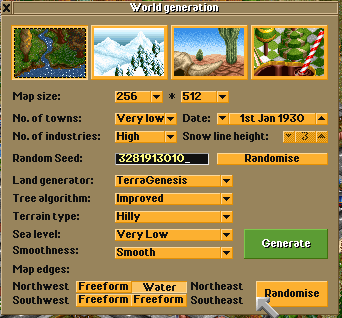 World generation
Map size: 256 * 512
No. of towns: Very low Date: 1st Jan 1930
No. of industries: High Snow line height: 3
Random Seed: 3281913010_ Randomise
Land generator: TerraGenesis
Tree algorithm: Improved
Terrain type: Hilly
Sea level: Very Low
Smoothness: Smooth Generate
Map edges:
Northwest Freeform Water Northeast
Southwest Freeform Freeform Southeast Randomise